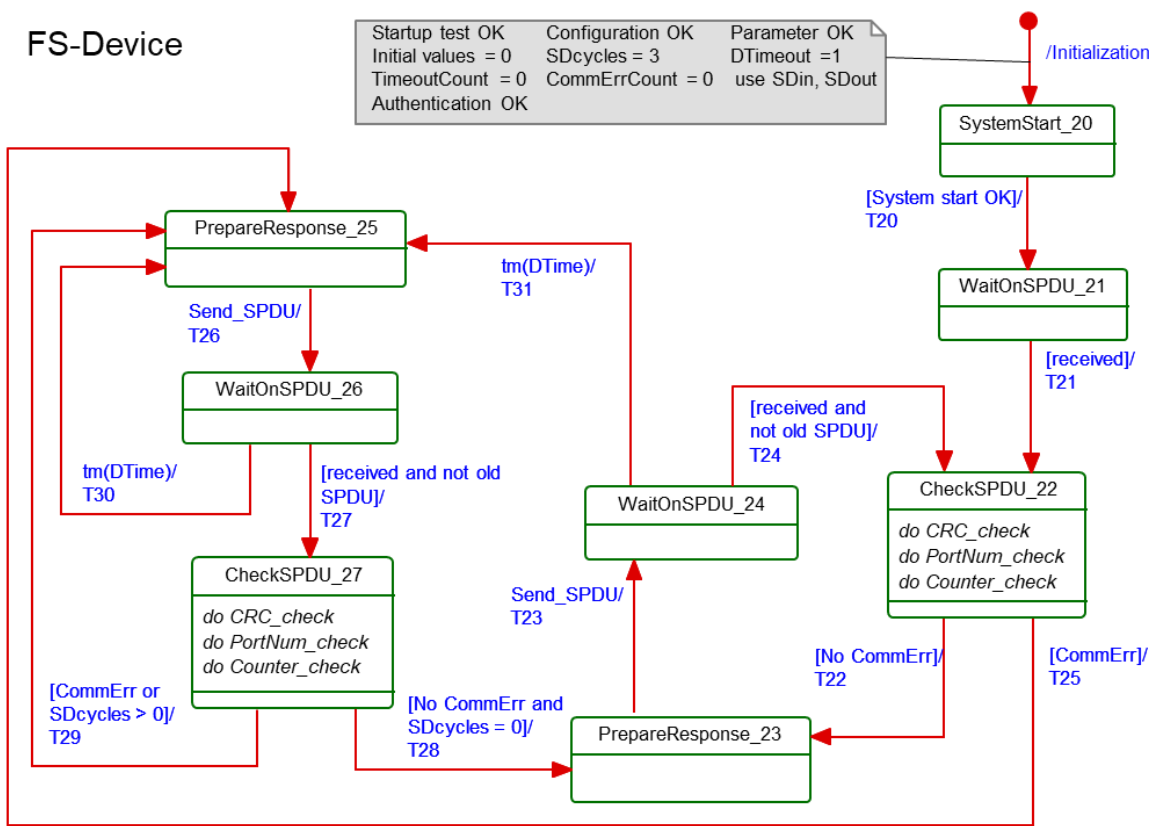 FS-Device
Startup test OK Configuration OK Parameter OK
Initial values = 0 SDcycles = 3 DTimeout =1
TimeoutCount = 0 CommErrCount = 0 use SDin, SDout
Authentication OK
/Initialization
SystemStart_20
[System start OK]/
T20
PrepareResponse_25
tm(DTime)/
T31
WaitOnSPDU_21
Send_SPDU/
T26
[received]/
T21
WaitOnSPDU_26
[received and
not old SPDU]/
T24
tm(DTime)/
T30
[received and not old
SPDU]/
T27
WaitOnSPDU_24
CheckSPDU_22
do CRC_check
do PortNum_check
do Counter_check
CheckSPDU_27
do CRC_check
do PortNum_check
do Counter_check
Send_SPDU/
T23
[No CommErr]/
T22
[CommErr]/
T25
[CommErr or
SDcycles > 0]/
T29
[No CommErr and
SDcycles = 0]/
T28
PrepareResponse_23